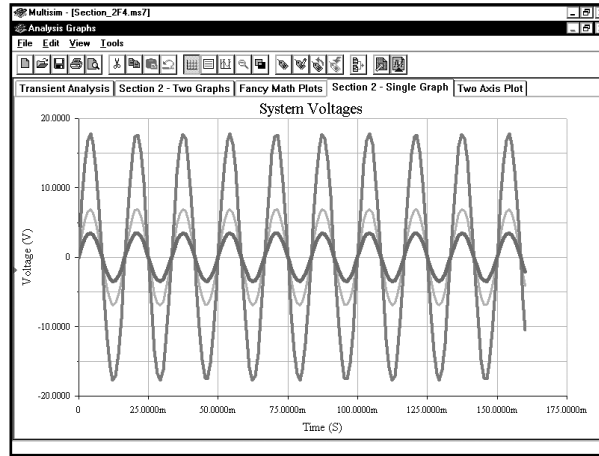 Multisim - [Section_2F4.ms7]
Analysis Graphs
File Edit View Tools
Transient Analysis Section 2 - Two Graphs Fancy Math Plots Section 2 - Single Graph Two Axis Plot
System Voltages
20.0000
10.0000
0
-10.0000
-20.0000
Voltage (V)
0 25.0000m 50.0000m 75.0000m 100.0000m 125.0000m 150.0000m 175.0000m
Time (S)